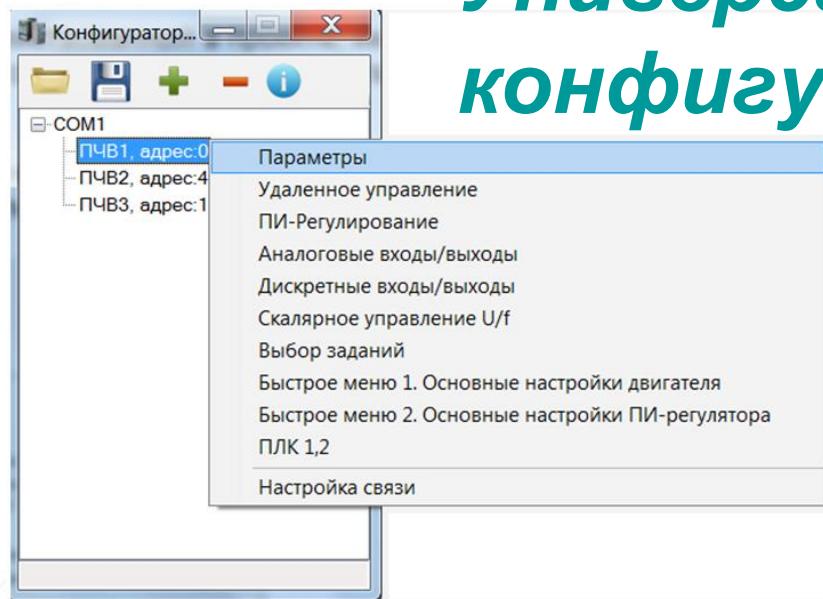 конфигу
Конфигуратор...
COM1
ПЧВ1, адрес:0
ПЧВ2, адрес:4
ПЧВ3, адрес:1
Параметры
Удаленное управление
ПИ-Регулирование
Аналоговые входы/выходы
Дискретные входы/выходы
Скалярное управление U/f
Выбор заданий
Быстрое меню 1. Основные настройки двигателя
Быстрое меню 2. Основные настройки ПИ-регулятора
ПЛК 1,2
Настройка связи